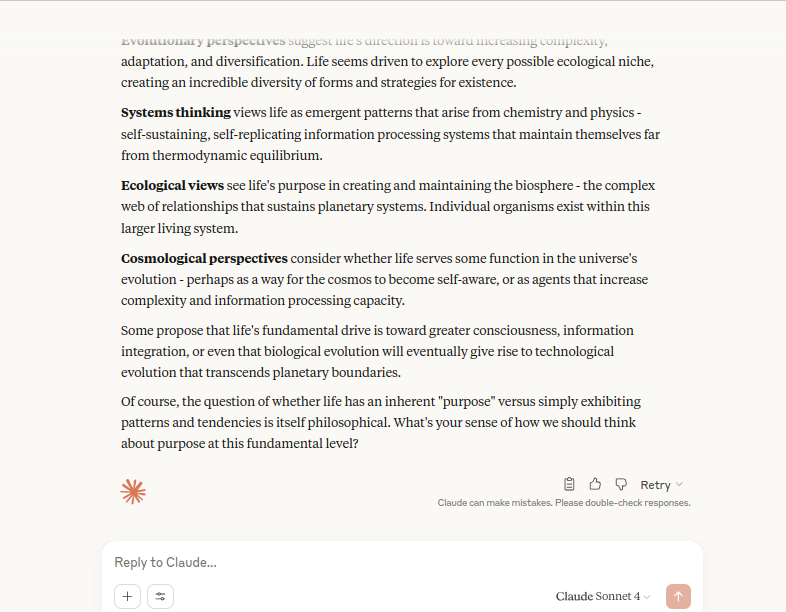 Evolutionary perspectives suggest life's direction is toward increasing complexity,
adaptation, and diversification. Life seems driven to explore every possible ecological niche,
creating an incredible diversity of forms and strategies for existence.
Systems thinking views life as emergent patterns that arise from chemistry and physics -
self-sustaining, self-replicating information processing systems that maintain themselves far
from thermodynamic equilibrium.
Ecological views see life's purpose in creating and maintaining the biosphere - the complex
web of relationships that sustains planetary systems. Individual organisms exist within this
larger living system.
Cosmological perspectives consider whether life serves some function in the universe's
evolution - perhaps as a way for the cosmos to become self-aware, or as agents that increase
complexity and information processing capacity.
Some propose that life's fundamental drive is toward greater consciousness, information
integration, or even that biological evolution will eventually give rise to technological
evolution that transcends planetary boundaries.
Of course, the question of whether life has an inherent "purpose" versus simply exhibiting
patterns and tendencies is itself philosophical. What's your sense of how we should think
about purpose at this fundamental level?
Retry
Claude can make mistakes. Please double-check responses.
Reply to Claude...
Claude Sonnet 4